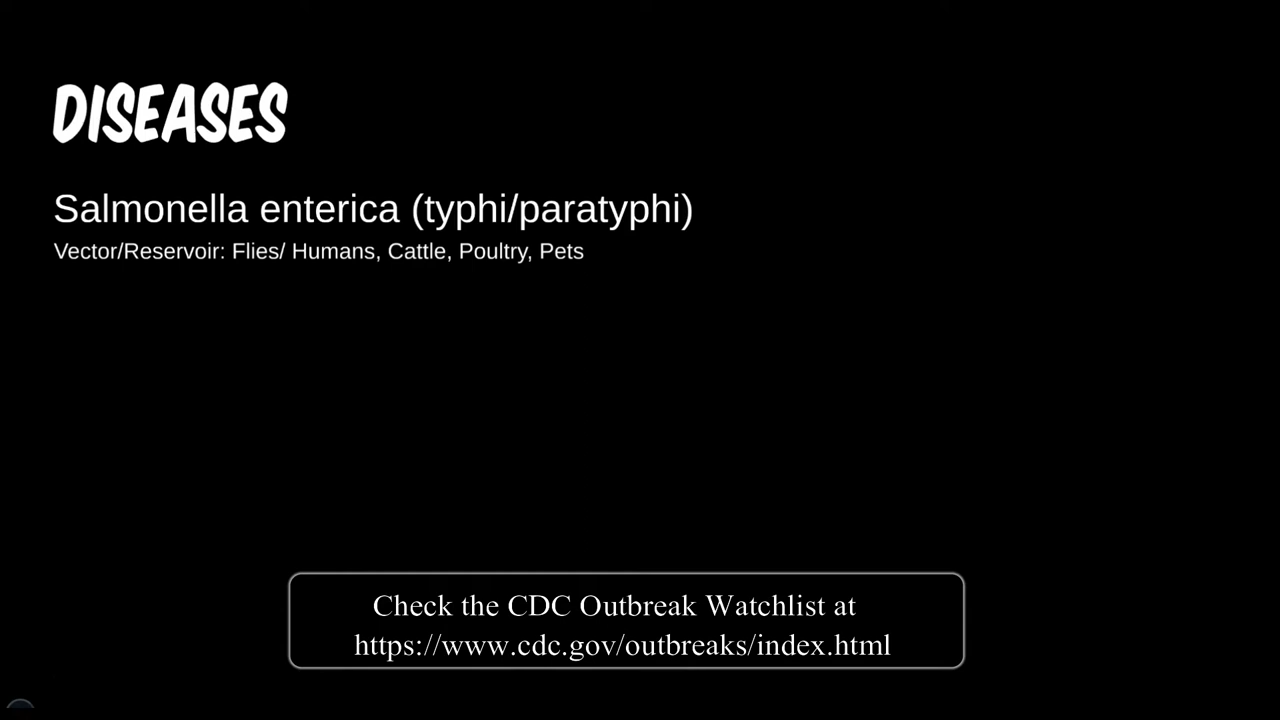 DISEASES
Salmonella enterica (typhi/paratyphi)
Vector/Reservoir: Flies/ Humans, Cattle, Poultry, Pets
Check the CDC Outbreak Watchlist at
https://www.cdc.gov/outbreaks/index.html